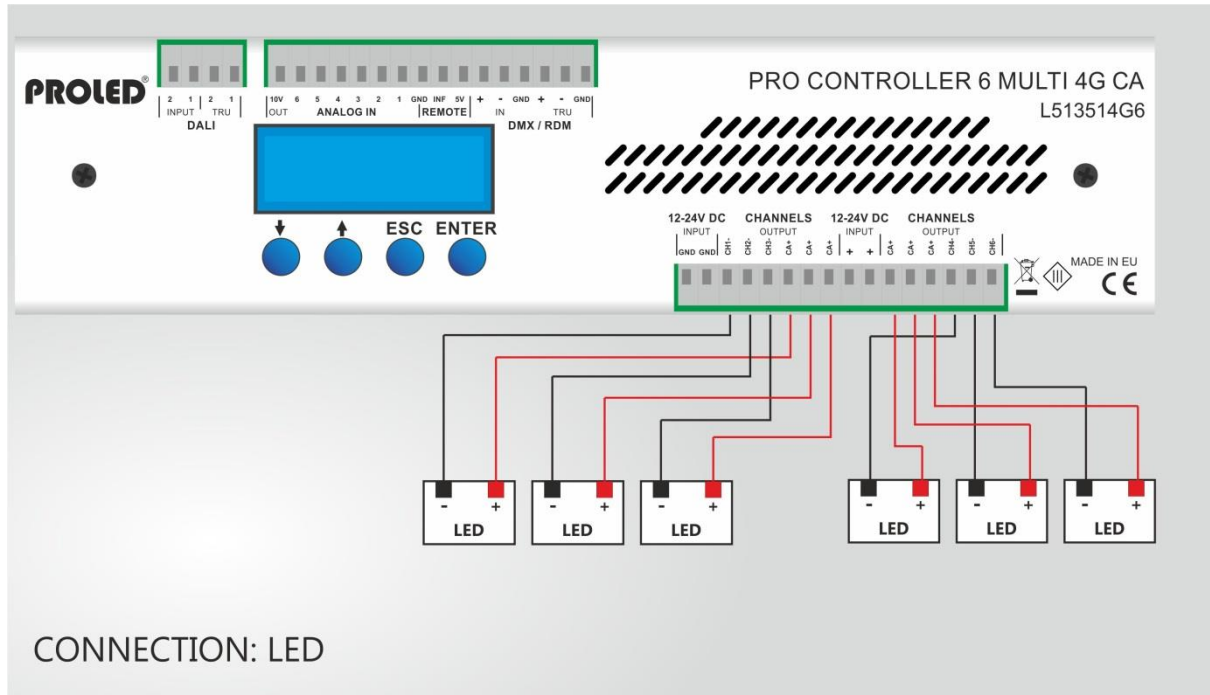 PROLED®
2 1 2 1
INPUT TRU
DALI
10V 6 5 4 3 2 1 GND INF 5V + - GND + - GND
OUT ANALOG IN REMOTE IN TRU
DMX / RDM
PRO CONTROLLER 6 MULTI 4G CA
L513514G6
ESC ENTER
12-24V DC CHANNELS 12-24V DC CHANNELS
INPUT OUTPUT INPUT OUTPUT
GND GND CH1- CH2- CH3- CA+ CA+ CA+ + + CA+ CA+ CA+ CH4- CH5- CH6-
III
MADE IN EU
CE
- + - + - + - + - + - +
LED LED LED LED LED LED
CONNECTION: LED